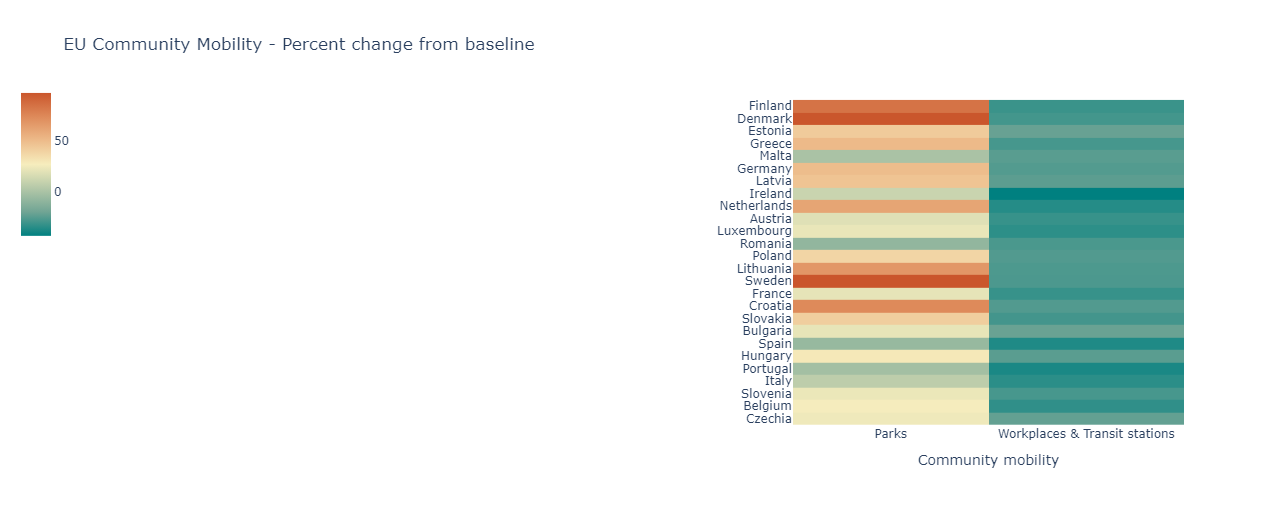 EU Community Mobility - Percent change from baseline
50
0
Finland
Denmark
Estonia
Greece
Malta
Germany
Latvia
Ireland
Netherlands
Austria
Luxembourg
Romania
Poland
Lithuania
Sweden
France
Croatia
Slovakia
Bulgaria
Spain
Hungary
Portugal
Italy
Slovenia
Belgium
Czechia
Parks Workplaces & Transit stations
Community mobility